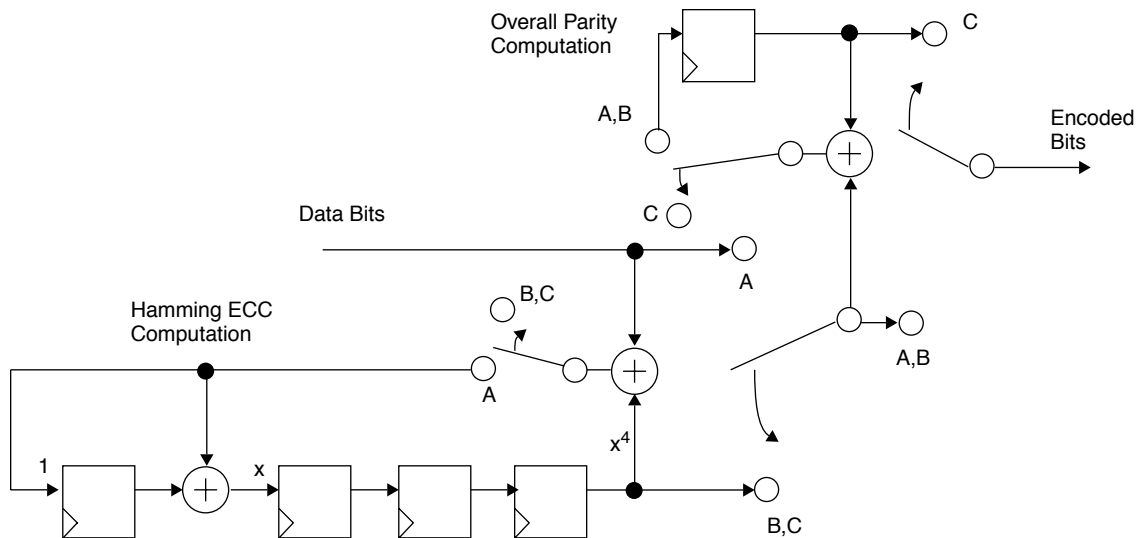 Overall Parity
Computation
C
A,B
Encoded
Bits
C
Data Bits
A
B,C
Hamming ECC
Computation
A
A,B
x⁴
1
x
B,C